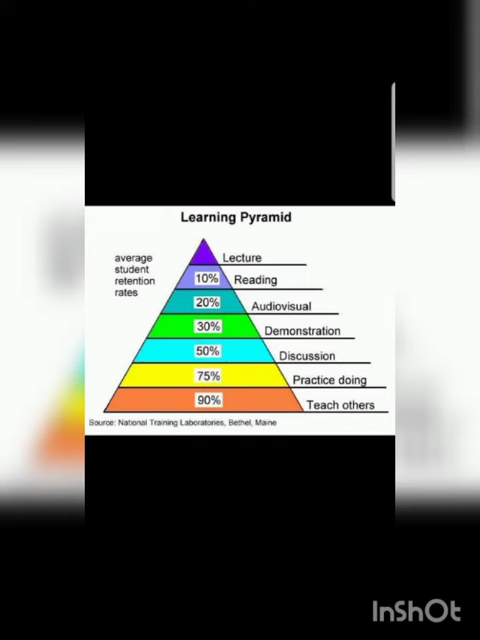 Learning Pyramid
average
student
retention
rates
Lecture
10% Reading
20% Audiovisual
30% Demonstration
50% Discussion
75% Practice doing
90% Teach others
Source: National Training Laboratories, Bethel, Maine
InShOt